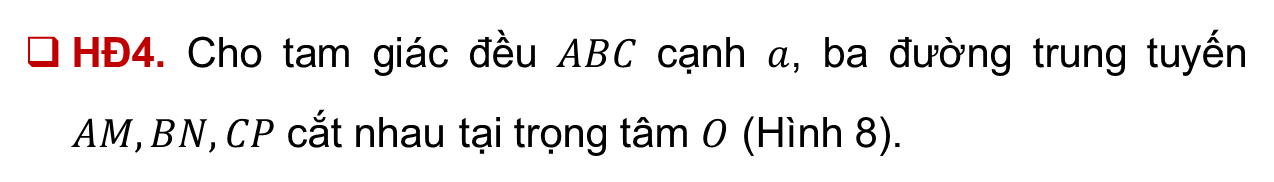 ❑ HĐ4. Cho tam giác đều ABC cạnh a, ba đường trung tuyến
AM, BN, CP cắt nhau tại trọng tâm O (Hình 8).